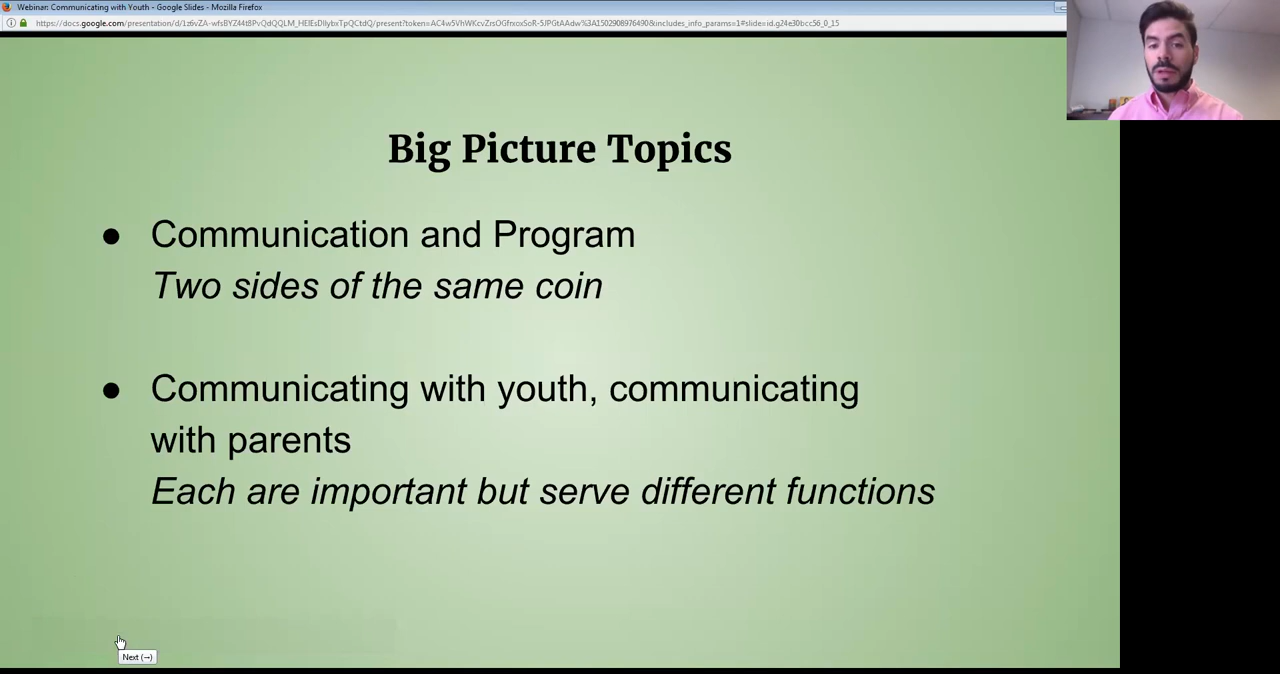 Webinar: Communicating with Youth - Google Slides - Mozilla Firefox
Big Picture Topics
● Communication and Program
Two sides of the same coin
● Communicating with youth, communicating
with parents
Each are important but serve different functions
Next (→)